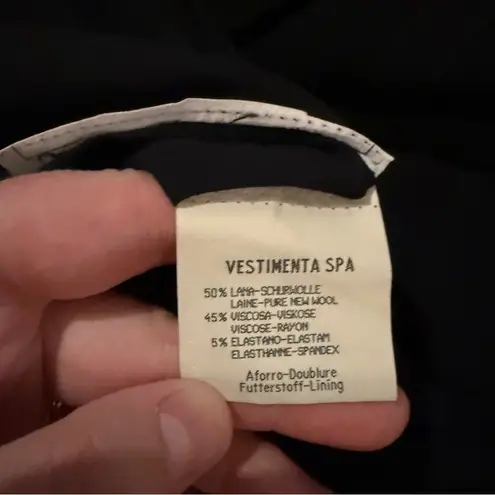 VESTIMENTA SPA
50% LANA-SCHURWOLLE
LAINE-PURE NEW WOOL
45% VISCOSA-VISKOSE
VISCOSE-RAYON
5% ELASTANO-ELASTAM
ELASTHANNE-SPANDEX
Aforro-Doublure
Futterstoff-Lining